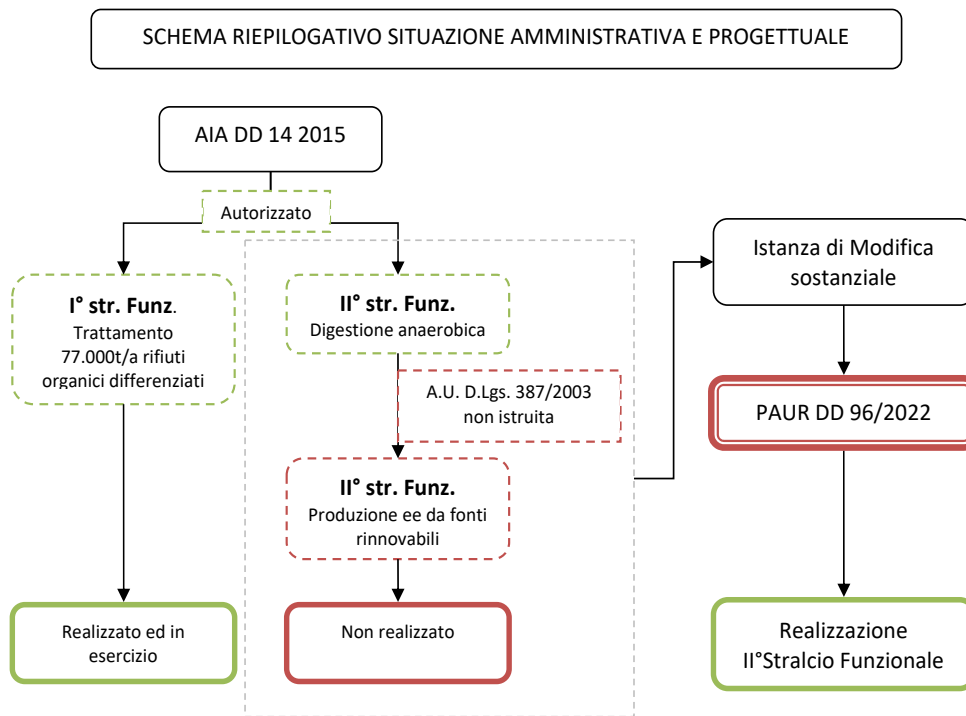 SCHEMA RIEPILOGATIVO SITUAZIONE AMMINISTRATIVA E PROGETTUALE
AIA DD 14 2015
Autorizzato
I° str. Funz.
Trattamento
77.000t/a rifiuti
organici differenziati
II° str. Funz.
Digestione anaerobica
A.U. D.Lgs. 387/2003
non istruita
II° str. Funz.
Produzione ee da fonti
rinnovabili
Realizzato ed in
esercizio
Non realizzato
Istanza di Modifica
sostanziale
PAUR DD 96/2022
Realizzazione
II°Stralcio Funzionale